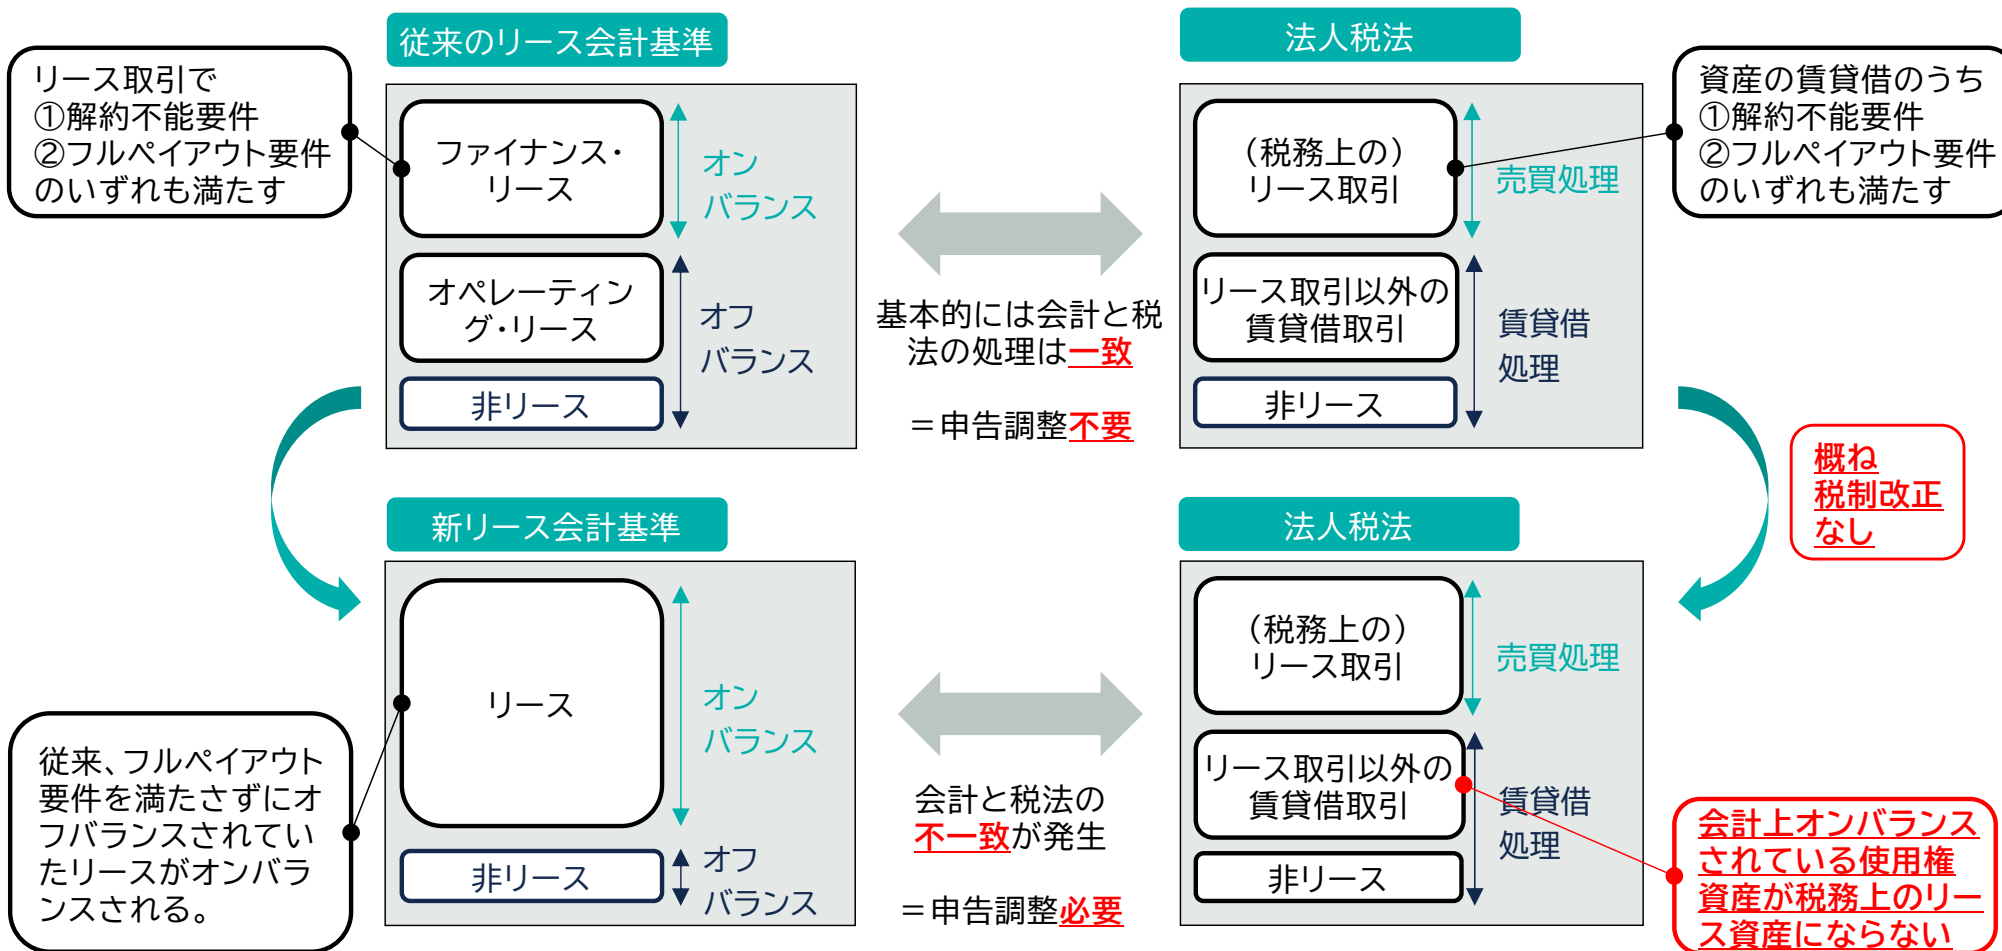 従来のリース会計基準
法人税法
リース取引で
①解約不能要件
②フルペイアウト要件
のいずれも満たす
ファイナンス・
リース
オン
バランス
オペレーティン
グ・リース
オフ
バランス
非リース
基本的には会計と税
法の処理は一致
＝申告調整不要
（税務上の）
リース取引
売買処理
リース取引以外の
賃貸借取引
賃貸借
処理
非リース
資産の賃貸借のうち
①解約不能要件
②フルペイアウト要件
のいずれも満たす
概ね
税制改正
なし
新リース会計基準
法人税法
従来、フルペイアウト
要件を満たさずにオ
フバランスされてい
たリースがオンバラ
ンスされる。
リース
オン
バランス
非リース
オフ
バランス
会計と税法の
不一致が発生
＝申告調整必要
（税務上の）
リース取引
売買処理
リース取引以外の
賃貸借取引
賃貸借
処理
非リース
会計上オンバランス
されている使用権
資産が税務上のリー
ス資産にならない